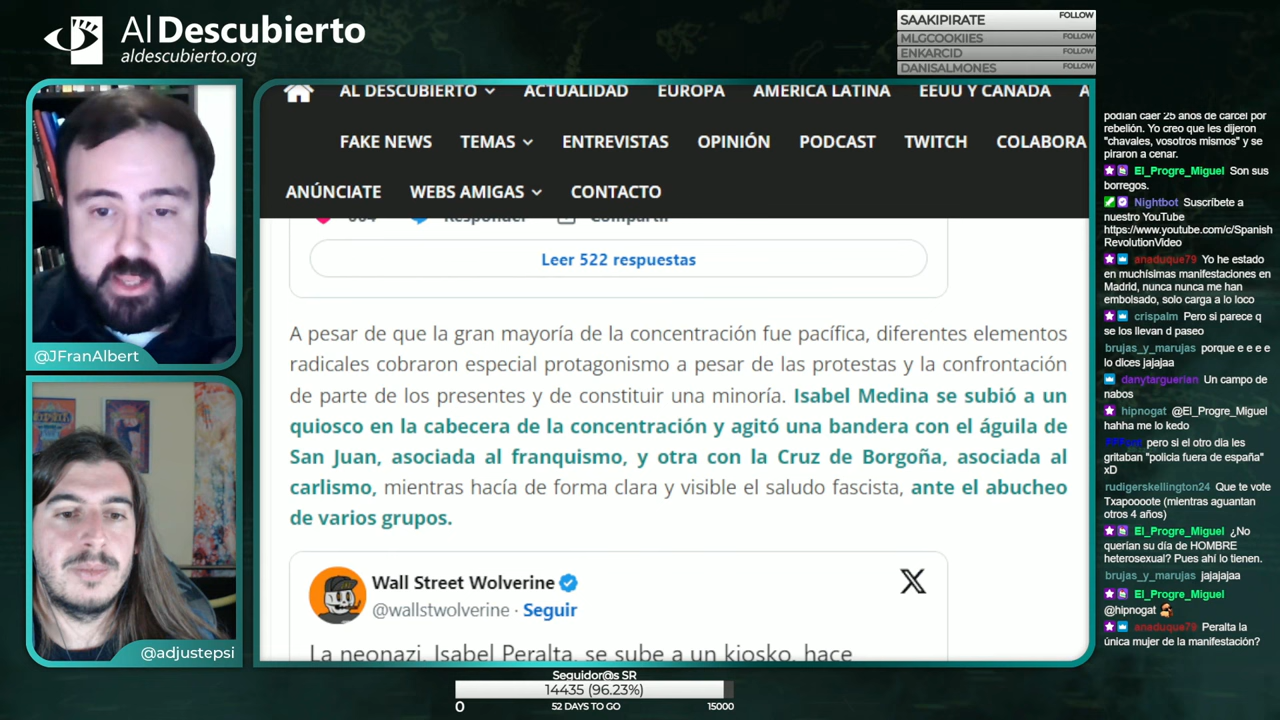 Al Descubierto
aldescubierto.org
SAAKIPIRATE FOLLOW
MLGCOOKIIES FOLLOW
ENKARCID FOLLOW
DANISALMONES FOLLOW
AL DESCUBIERTO ACTUALIDAD EUROPA AMÉRICA LATINA EEUU Y CANADA A
FAKE NEWS TEMAS ENTREVISTAS OPINIÓN PODCAST TWITCH COLABORA
ANÚNCIATE WEBS AMIGAS CONTACTO
Responder Compartir
Leer 522 respuestas
A pesar de que la gran mayoría de la concentración fue pacífica, diferentes elementos
radicales cobraron especial protagonismo a pesar de las protestas y la confrontación
de parte de los presentes y de constituir una minoría. Isabel Medina se subió a un
quiosco en la cabecera de la concentración y agitó una bandera con el águila de
San Juan, asociada al franquismo, y otra con la Cruz de Borgoña, asociada al
carlismo, mientras hacía de forma clara y visible el saludo fascista, ante el abucheo
de varios grupos.
Wall Street Wolverine
@wallstwolverine · Seguir
La neonazi, Isabel Peralta, se sube a un kiosko, hace
@JFranAlbert
@adjustepsi
podían caer 25 años de carcel por
rebelión. Yo creo que les dijeron
"chavales, vosotros mismos" y se
piraron a cenar.
El_Progre_Miguel Son sus
borregos.
Nightbot Suscríbete a
nuestro YouTube
https://www.youtube.com/c/Spanish
RevolutionVideo
anaduque79 Yo he estado
en muchísimas manifestaciones en
Madrid, nunca nunca me han
embolsado, solo carga a lo loco
crispalm Pero si parece q
se los llevan d paseo
brujas_y_marujas porque e e e e
lo dices jajajaa
danytarguerian Un campo de
nabos
hipnogat @El_Progre_Miguel
hahha me lo kedo
pero si el otro día les
gritaban "policia fuera de españa"
xD
rudigerskellington24 Que te vote
Txapoooote (mientras aguantan
otros 4 años)
El_Progre_Miguel ¿No
querían su día de HOMBRE
heterosexual? Pues ahí lo tienen.
brujas_y_marujas jajajajaa
El_Progre_Miguel
@hipnogat
anaduque79 Peralta la
única mujer de la manifestación?
Seguidor@s SR
14435 (96.23%)
0 52 DAYS TO GO 15000